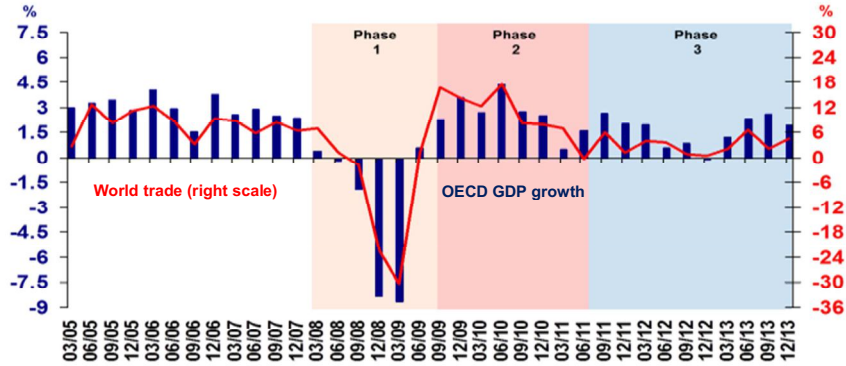 % %
7.5 30
6 24
4.5 18
3 12
1.5 6
0 0
-1.5 -6
-3 -12
-4.5 -18
-6 -24
-7.5 -30
-9 -36
Phase 1
Phase 2
Phase 3
World trade (right scale)
OECD GDP growth
03/05 06/05 09/05 12/05 03/06 06/06 09/06 12/06 03/07 06/07 09/07 12/07 03/08 06/08 09/08 12/08 03/09 06/09 09/09 12/09 03/10 06/10 09/10 12/10 03/11 06/11 09/11 12/11 03/12 06/12 09/12 12/12 03/13 06/13 09/13 12/13